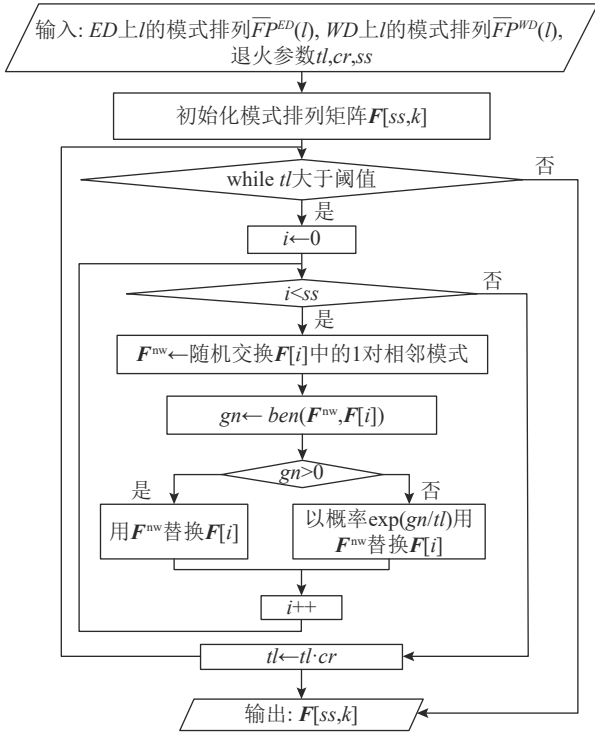 输入: ED上l的模式排列F̅P̅ᴱᴰ(l), WD上l的模式排列F̅P̅ᵂᴰ(l),
退火参数tl,cr,ss
初始化模式排列矩阵F[ss,k]
while tl大于阈值
否
是
i←0
i<ss
否
是
Fⁿʷ←随机交换F[i]中的1对相邻模式
gn← ben(Fⁿʷ,F[i])
gn>0
是
否
用Fⁿʷ替换F[i]
以概率exp(gn/tl)用
Fⁿʷ替换F[i]
i++
tl←tl·cr
输出: F[ss,k]